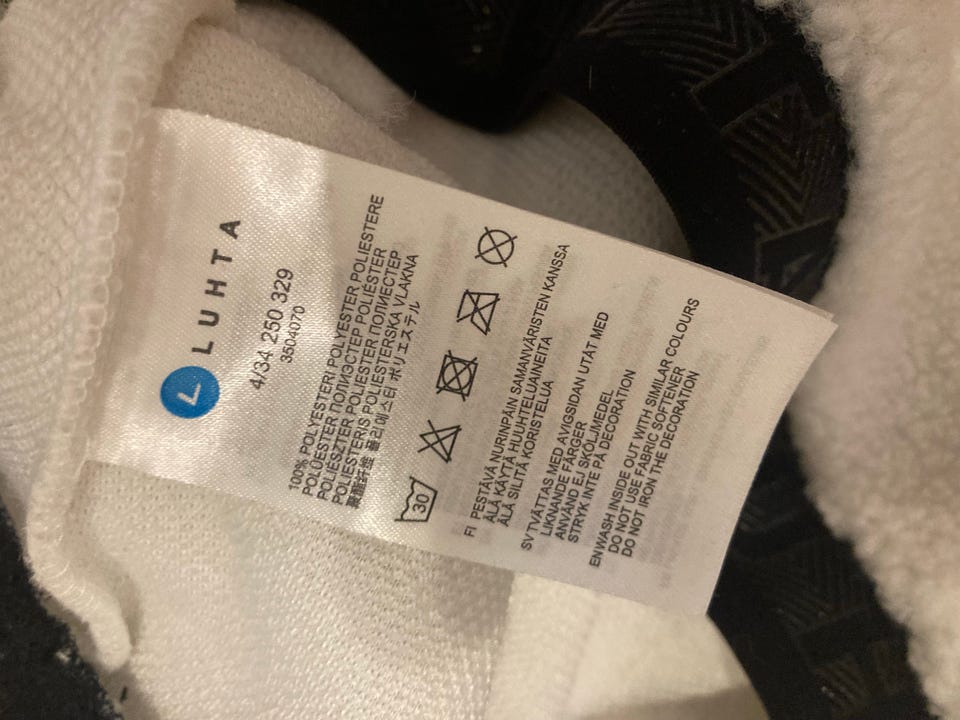 L
LUHTA
4/34 250 329
3504070
100% POLYESTERI POLYESTER POLIESTERE
POLÜESTER ПОЛИЭСТЕР POLIÉSTER
POLIÉSZTER POLIESTER ПОЛИЕСТЕР
POLIESTERIS POLIESTERSKA VLAKNA
聚酯纤维 폴리에스터 ポリエステル
30
FI PESTÄVÄ NURINPÄIN SAMANVÄRISTEN KANSSA
ÄLÄ KÄYTÄ HUUHTELUAINEITA
ÄLÄ SILITÄ KORISTELUA
SV TVÄTTAS MED AVIGSIDAN UTÅT MED
LIKNANDE FÄRGER
ANVÄND EJ SKÖLJMEDEL
STRYK INTE PÅ DECORATION
EN WASH INSIDE OUT WITH SIMILAR COLOURS
DO NOT USE FABRIC SOFTENER
DO NOT IRON THE DECORATION